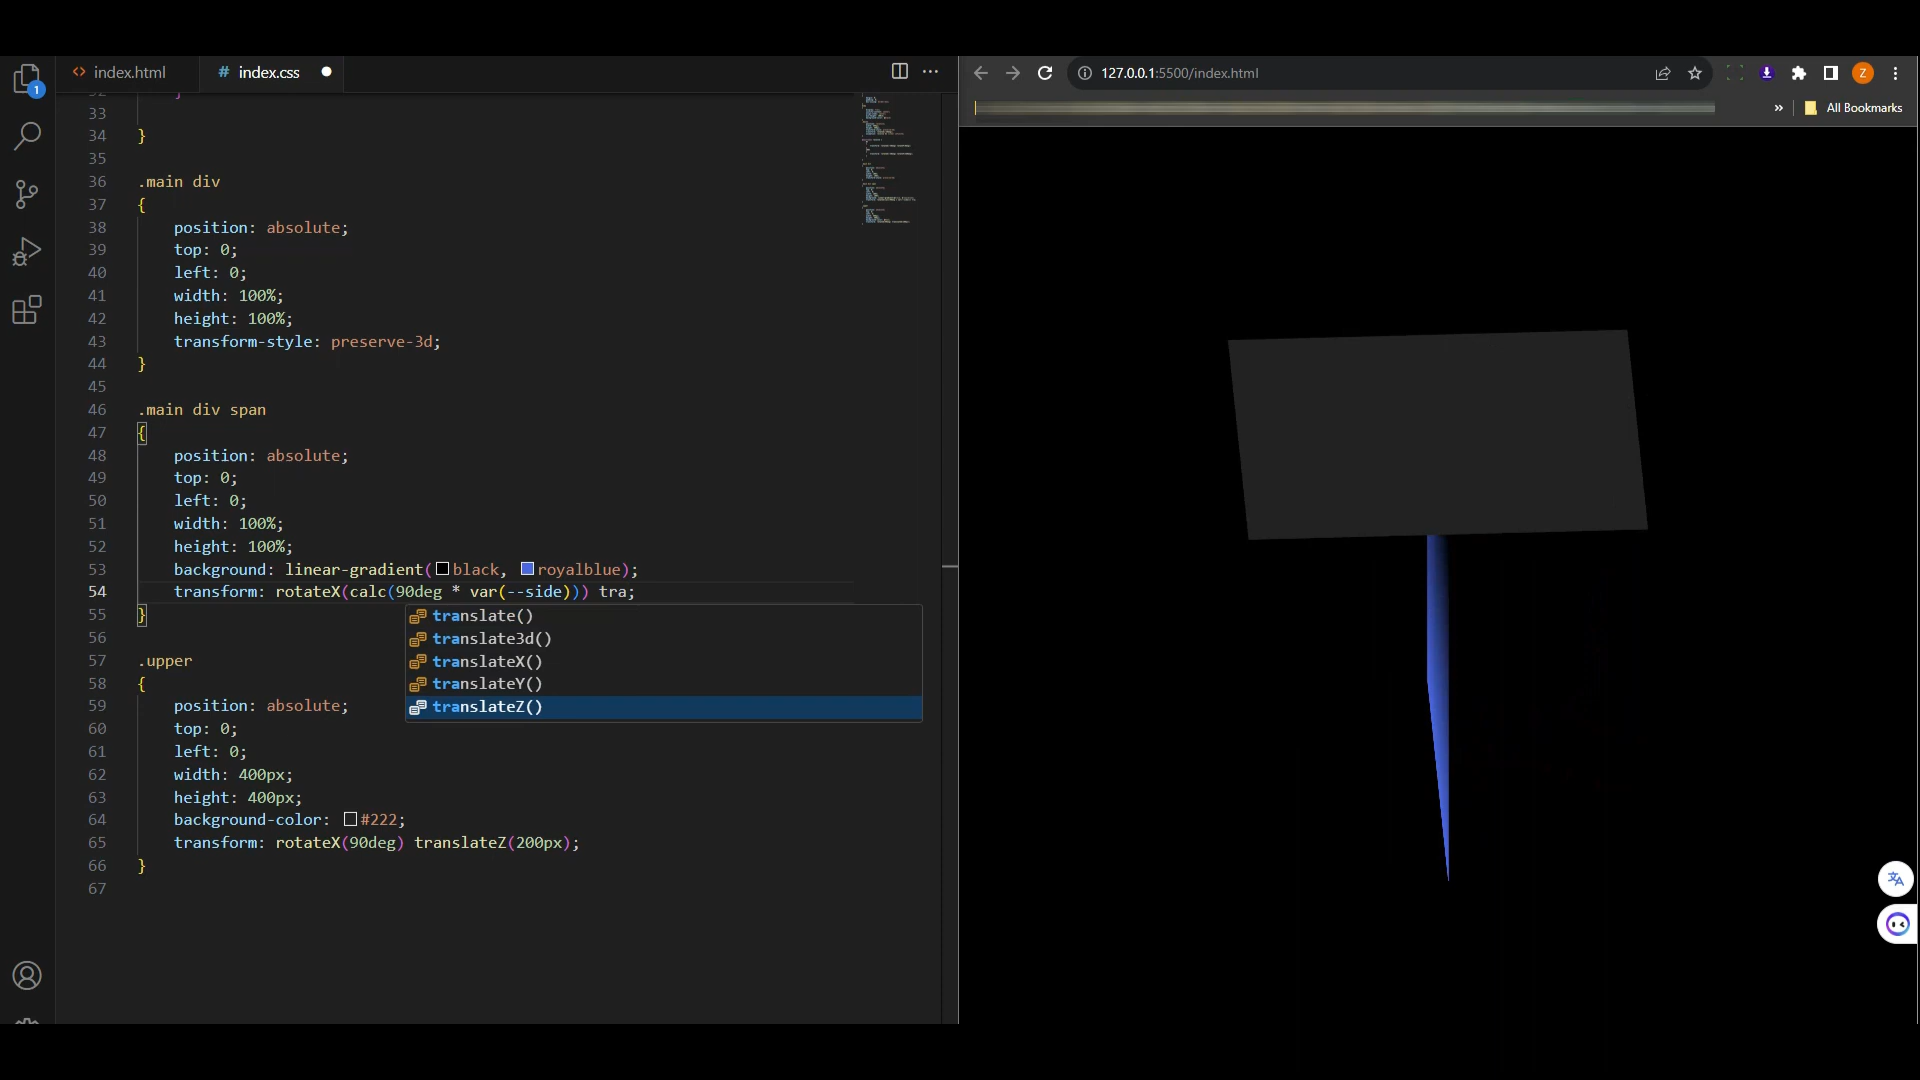 index.html
index.css
127.0.0.1:5500/index.html
Z
»
All Bookmarks
1
33
34 }
35
36 .main div
37 {
38 position: absolute;
39 top: 0;
40 left: 0;
41 width: 100%;
42 height: 100%;
43 transform-style: preserve-3d;
44 }
45
46 .main div span
47 {
48 position: absolute;
49 top: 0;
50 left: 0;
51 width: 100%;
52 height: 100%;
53 background: linear-gradient(black, royalblue);
54 transform: rotateX(calc(90deg * var(--side))) tra;
55 }
translate()
translate3d()
translateX()
translateY()
translateZ()
56
57 .upper
58 {
59 position: absolute;
60 top: 0;
61 left: 0;
62 width: 400px;
63 height: 400px;
64 background-color: #222;
65 transform: rotateX(90deg) translateZ(200px);
66 }
67